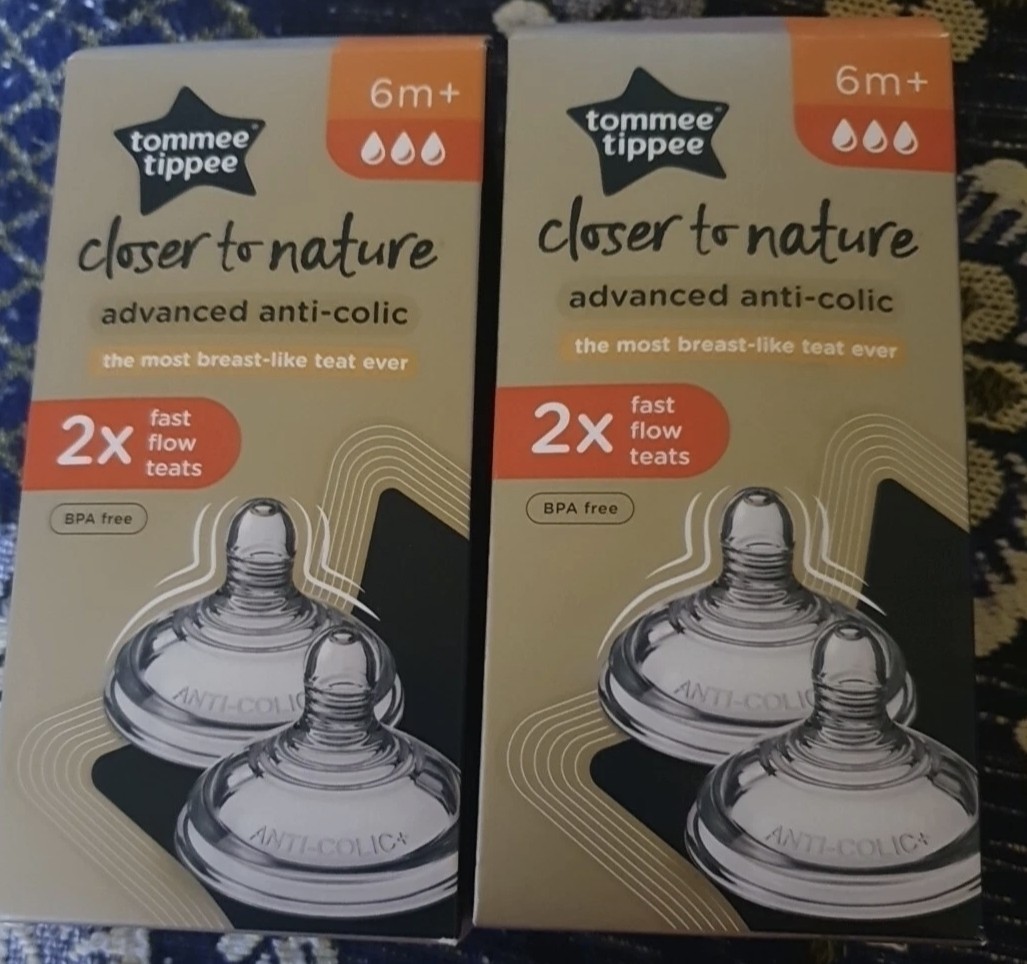 tommee
tippee
6m+
closer to nature
advanced anti-colic
the most breast-like teat ever
2x
fast
flow
teats
BPA free
ANTI-COLIC
ANTI-COLIC+
tommee
tippee
6m+
closer to nature
advanced anti-colic
the most breast-like teat ever
2x
fast
flow
teats
BPA free
ANTI-COLIC
ANTI-COLIC+